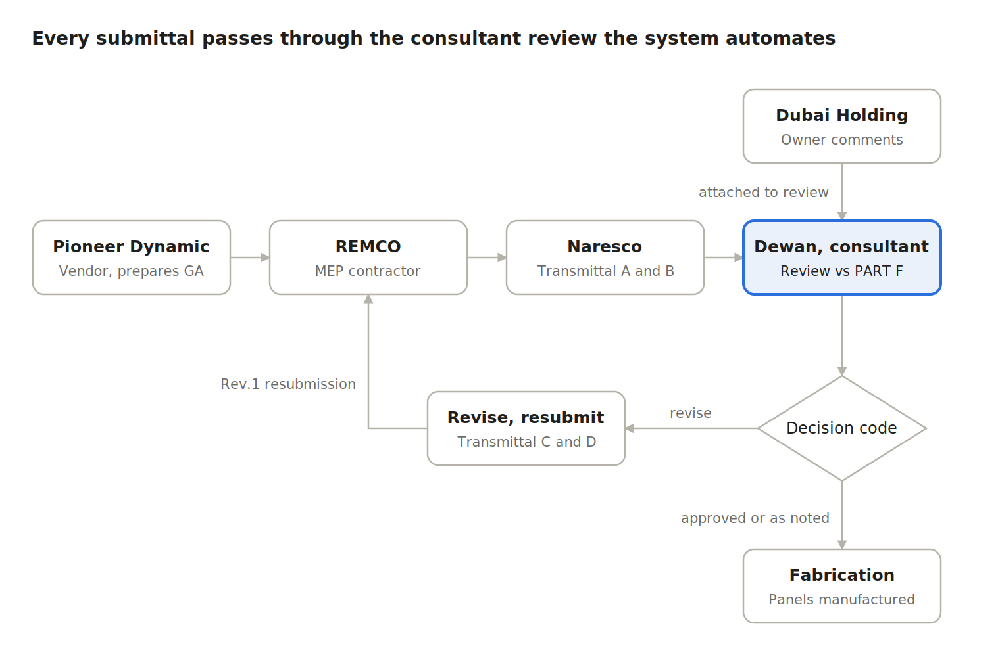 Every submittal passes through the consultant review the system automates
Dubai Holding
Owner comments
attached to review
Pioneer Dynamic
Vendor, prepares GA
REMCO
MEP contractor
Naresco
Transmittal A and B
Dewan, consultant
Review vs PART F
Rev.1 resubmission
Revise, resubmit
Transmittal C and D
revise
Decision code
approved or as noted
Fabrication
Panels manufactured